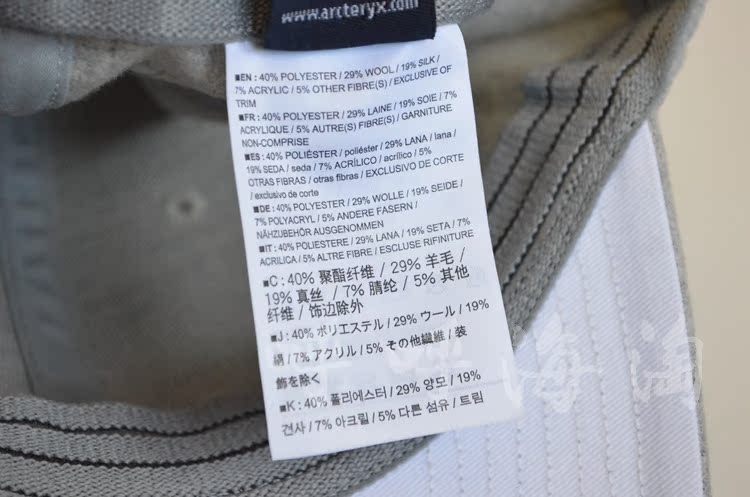 www.arcteryx.com
■EN: 40% POLYESTER / 29% WOOL / 19% SILK /
7% ACRYLIC / 5% OTHER FIBRES / EXCLUSIVE OF
TRIM
■FR: 40% POLYESTER / 29% LAINE / 19% SOIE / 7%
ACRYLIQUE / 5% AUTRE(S) FIBRE(S) / GARNITURE
NON-COMPRISE
■ES: 40% POLIÉSTER / poliéster / 29% LANA / lana /
19% SEDA / seda / 7% ACRÍLICO / acrílico / 5%
OTRAS FIBRAS / otras fibras / EXCLUSIVO DE CORTE
/ exclusivo de corte
■DE: 40% POLYESTER / 29% WOLLE / 19% SEIDE /
7% POLYACRYL / 5% ANDERE FASERN /
NÄHZUBEHÖR AUSGENOMMEN
■IT: 40% POLIESTERE / 29% LANA / 19% SETA / 7%
ACRILICA / 5% ALTRE FIBRE / ESCLUSE RIFINITURE
■C: 40% 聚酯纤维 / 29% 羊毛 /
19% 真丝 / 7% 腈纶 / 5% 其他
纤维 / 饰边除外
■J: 40% ポリエステル / 29% ウール / 19%
絹 / 7% アクリル / 5% その他繊維 / 装
飾を除く
■K: 40% 폴리에스터 / 29% 양모 / 19%
견사 / 7% 아크릴 / 5% 다른 섬유 / 트림
海淘